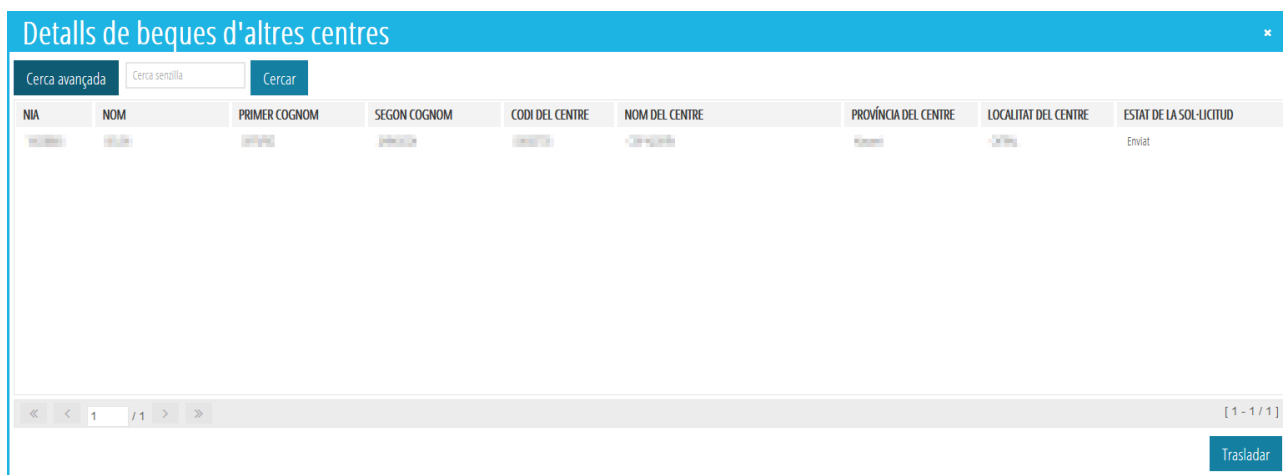 Detalls de beques d'altres centres ×
Cerca avançada Cerca senzilla Cercar
NIA NOM PRIMER COGNOM SEGON COGNOM CODI DEL CENTRE NOM DEL CENTRE PROVÍNCIA DEL CENTRE LOCALITAT DEL CENTRE ESTAT DE LA SOL·LICITUD
Enviat
« < 1 / 1 > » [ 1 - 1 / 1 ]
Trasladar